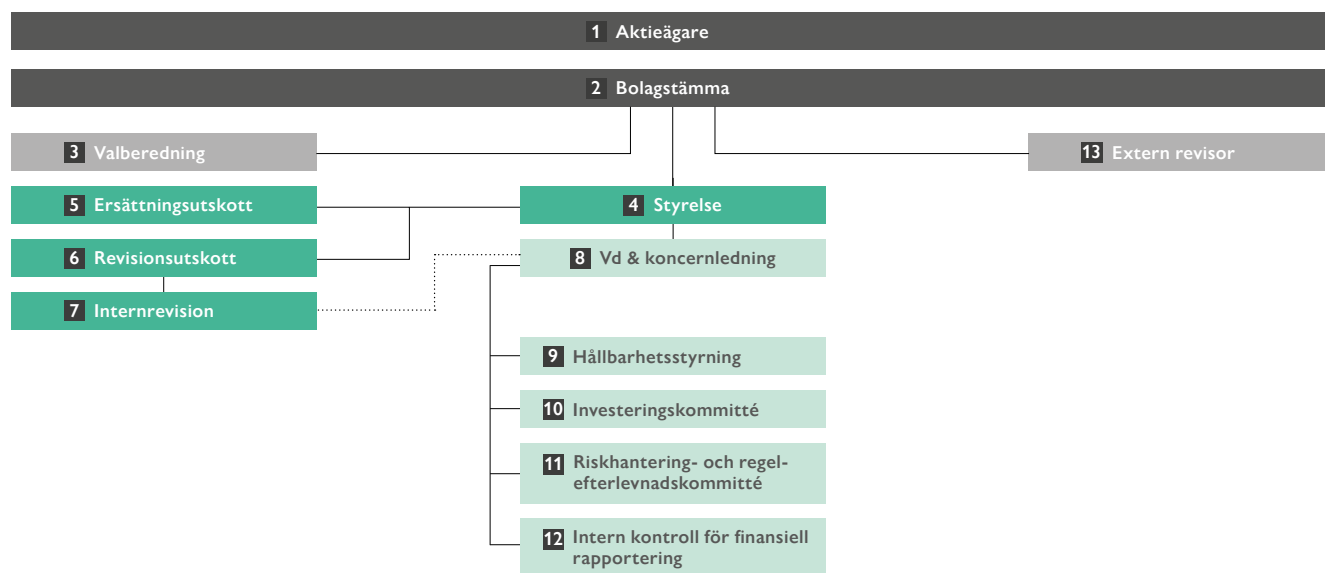 1 Aktieägare
2 Bolagstämma
3 Valberedning
13 Extern revisor
5 Ersättningsutskott
4 Styrelse
6 Revisionsutskott
8 Vd & koncernledning
7 Internrevision
9 Hållbarhetsstyrning
10 Investeringskommitté
11 Riskhantering- och regel-
efterlevnadskommitté
12 Intern kontroll för finansiell
rapportering